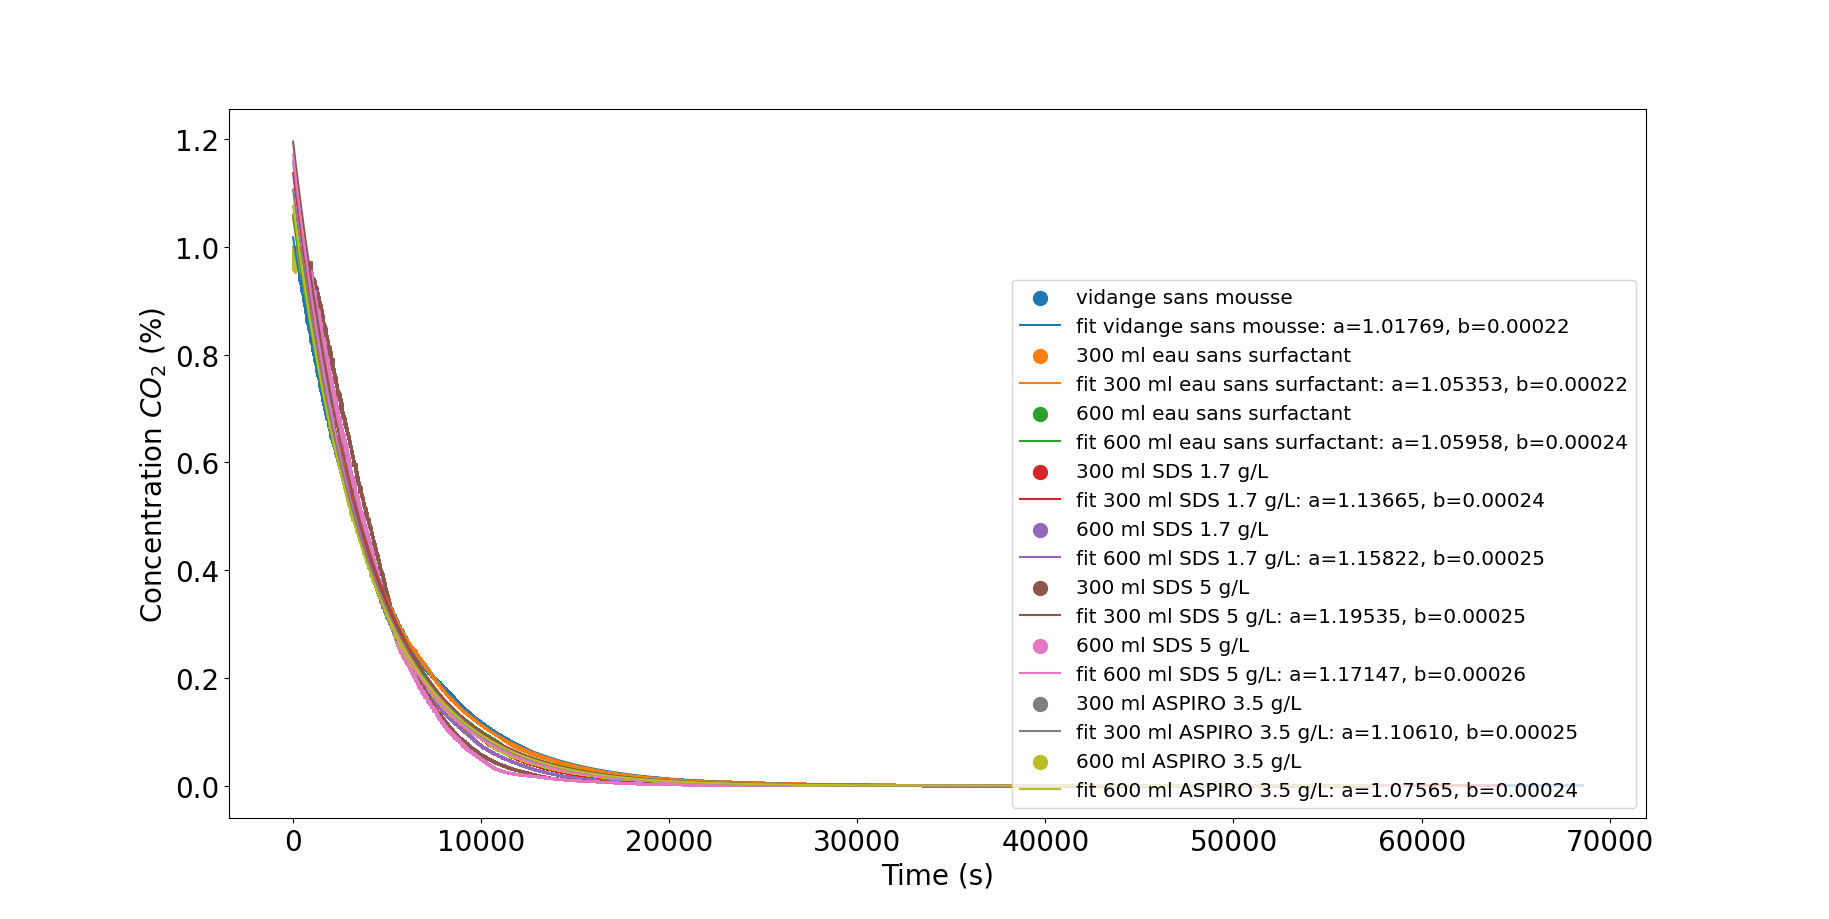 1.2
1.0
0.8
0.6
0.4
0.2
0.0
Concentration CO₂ (%)
vidange sans mousse
fit vidange sans mousse: a=1.01769, b=0.00022
300 ml eau sans surfactant
fit 300 ml eau sans surfactant: a=1.05353, b=0.00022
600 ml eau sans surfactant
fit 600 ml eau sans surfactant: a=1.05958, b=0.00024
300 ml SDS 1.7 g/L
fit 300 ml SDS 1.7 g/L: a=1.13665, b=0.00024
600 ml SDS 1.7 g/L
fit 600 ml SDS 1.7 g/L: a=1.15822, b=0.00025
300 ml SDS 5 g/L
fit 300 ml SDS 5 g/L: a=1.19535, b=0.00025
600 ml SDS 5 g/L
fit 600 ml SDS 5 g/L: a=1.17147, b=0.00026
300 ml ASPIRO 3.5 g/L
fit 300 ml ASPIRO 3.5 g/L: a=1.10610, b=0.00025
600 ml ASPIRO 3.5 g/L
fit 600 ml ASPIRO 3.5 g/L: a=1.07565, b=0.00024
0 10000 20000 30000 40000 50000 60000 70000
Time (s)